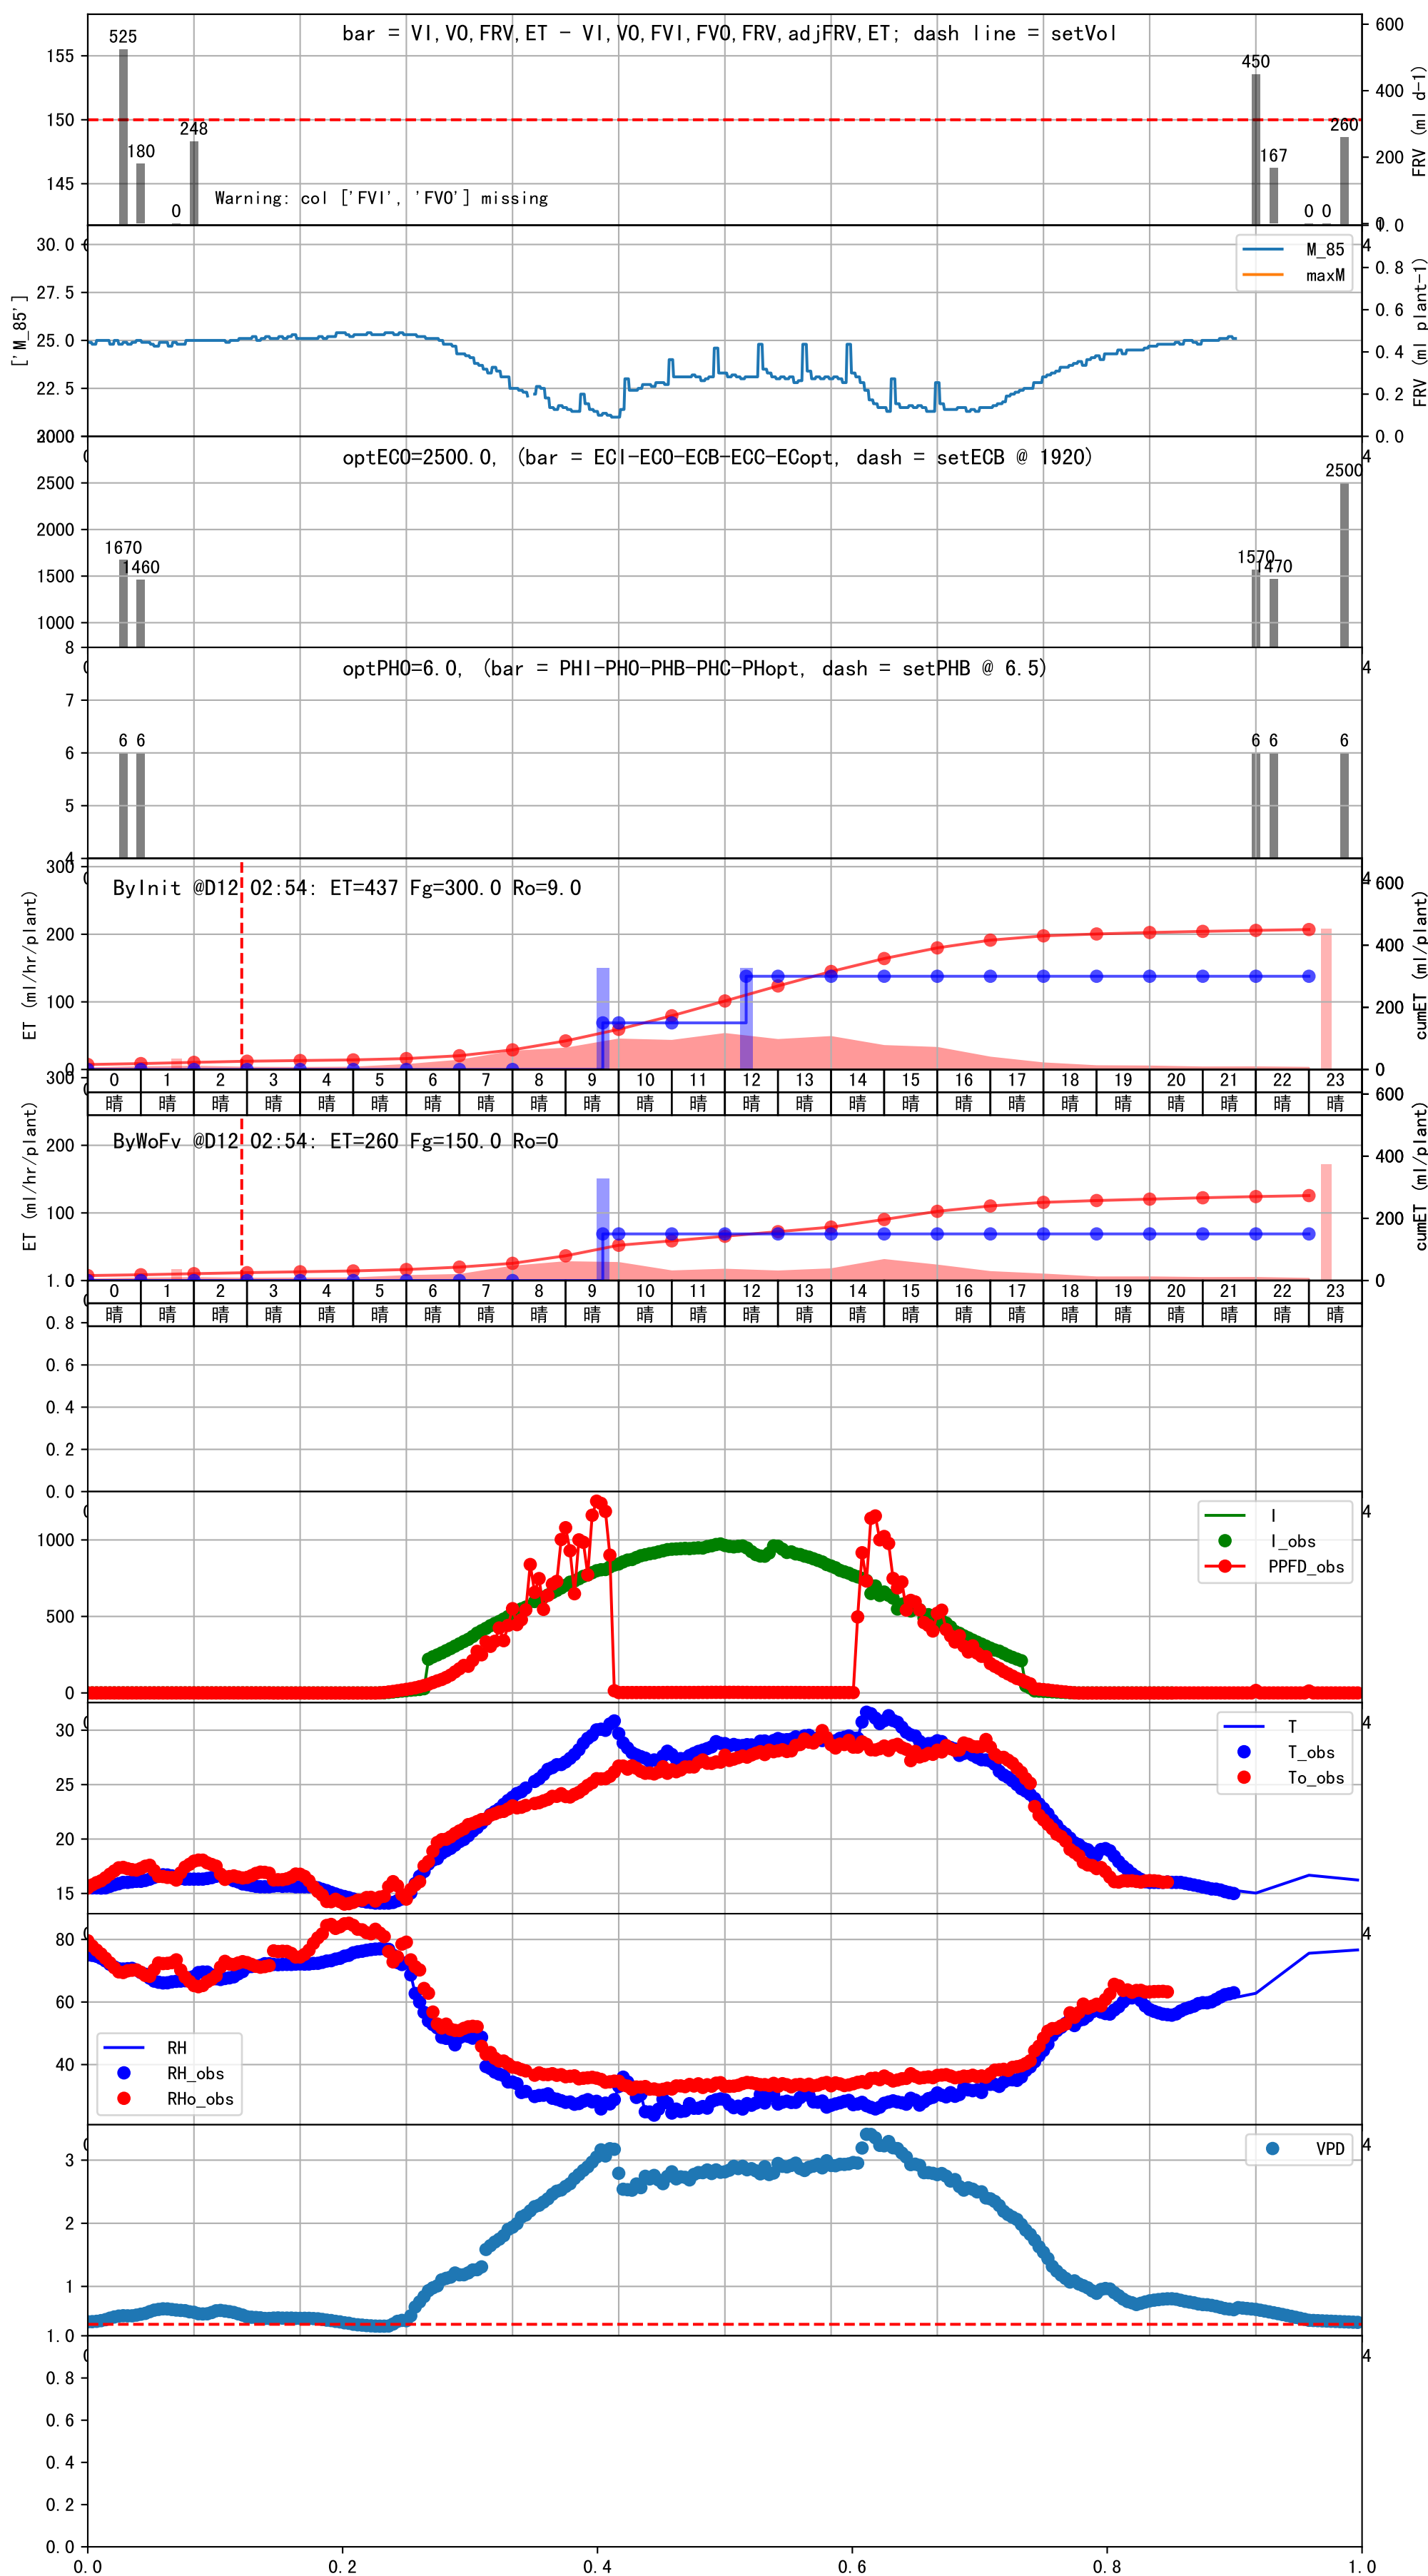 bar = VI,VO,FRV,ET - VI,VO,FVI,FVO,FRV,adjFRV,ET; dash line = setVol
525
180
0
248
450
167
0 0
260
Warning: col ['FVI', 'FVO'] missing
155
150
145
600
400
200
0
FRV (ml d-1)
M_85
maxM
['M_85']
30.0
27.5
25.0
22.5
1.0
0.8
0.6
0.4
0.2
0.0
FRV (ml plant-1)
optECO=2500.0, (bar = ECI-ECO-ECB-ECC-ECopt, dash = setECB @ 1920)
1670
1460
1570
1470
2500
3000
2500
2000
1500
1000
optPHO=6.0, (bar = PHI-PHO-PHB-PHC-PHopt, dash = setPHB @ 6.5)
6 6
6 6
6
8
7
6
5
4
ByInit @D12 02:54: ET=437 Fg=300.0 Ro=9.0
ET (ml/hr/plant)
300
200
100
0
600
400
200
0
cumET (ml/plant)
0 1 2 3 4 5 6 7 8 9 10 11 12 13 14 15 16 17 18 19 20 21 22 23
晴 晴 晴 晴 晴 晴 晴 晴 晴 晴 晴 晴 晴 晴 晴 晴 晴 晴 晴 晴 晴 晴 晴 晴
ByWoFv @D12 02:54: ET=260 Fg=150.0 Ro=0
ET (ml/hr/plant)
300
200
100
600
400
200
0
cumET (ml/plant)
0 1 2 3 4 5 6 7 8 9 10 11 12 13 14 15 16 17 18 19 20 21 22 23
晴 晴 晴 晴 晴 晴 晴 晴 晴 晴 晴 晴 晴 晴 晴 晴 晴 晴 晴 晴 晴 晴 晴 晴
1.0
0.8
0.6
0.4
0.2
0.0
I
I_obs
PPFD_obs
1000
500
0
T
T_obs
To_obs
30
25
20
15
RH
RH_obs
RHo_obs
80
60
40
VPD
3
2
1
1.0
0.8
0.6
0.4
0.2
0.0
0.0 0.2 0.4 0.6 0.8 1.0